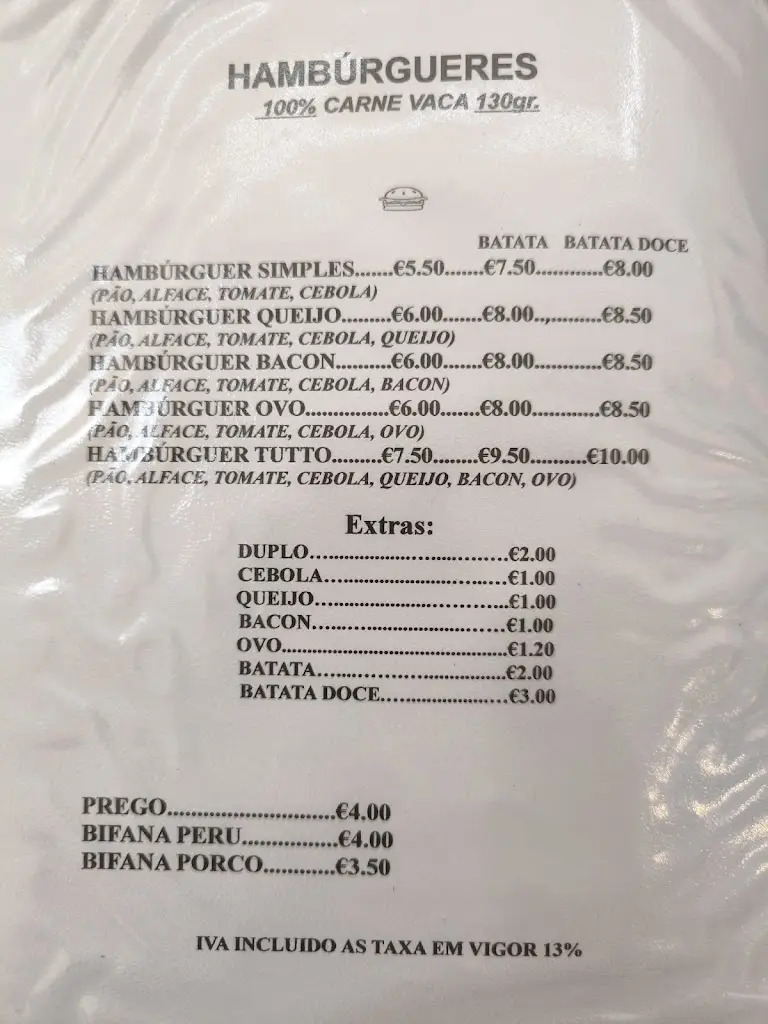 HAMBÚRGUERES
100% CARNE VACA 130gr.
BATATA BATATA DOCE
HAMBÚRGUER SIMPLES.......€5.50.......€7.50............€8.00
(PÃO, ALFACE, TOMATE, CEBOLA)
HAMBÚRGUER QUEIJO.........€6.00.......€8.00..,.........€8.50
(PÃO, ALFACE, TOMATE, CEBOLA, QUEIJO)
HAMBÚRGUER BACON..........€6.00.......€8.00............€8.50
(PÃO, ALFACE, TOMATE, CEBOLA, BACON)
HAMBÚRGUER OVO..............€6.00.......€8.00............€8.50
(PÃO, ALFACE, TOMATE, CEBOLA, OVO)
HAMBÚRGUER TUTTO.........€7.50........€9.50..........€10.00
(PÃO, ALFACE, TOMATE, CEBOLA, QUEIJO, BACON, OVO)
Extras:
DUPLO..................................€2.00
CEBOLA................................€1.00
QUEIJO.................................€1.00
BACON.................................€1.00
OVO......................................€1.20
BATATA................................€2.00
BATATA DOCE......................€3.00
PREGO.............................€4.00
BIFANA PERU.................€4.00
BIFANA PORCO.............€3.50
IVA INCLUIDO AS TAXA EM VIGOR 13%